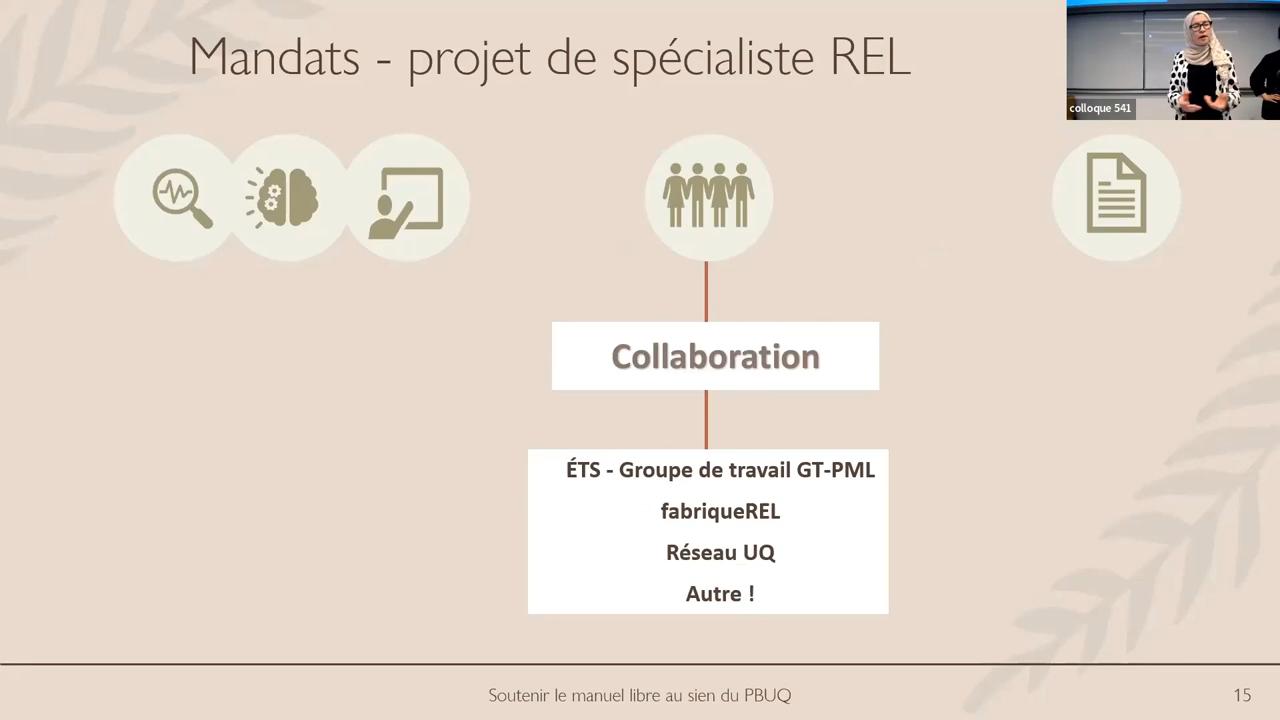 Mandats - projet de spécialiste REL
colloque 541
Collaboration
ÉTS - Groupe de travail GT-PML
fabriqueREL
Réseau UQ
Autre !
Soutenir le manuel libre au sien du PBUQ
15